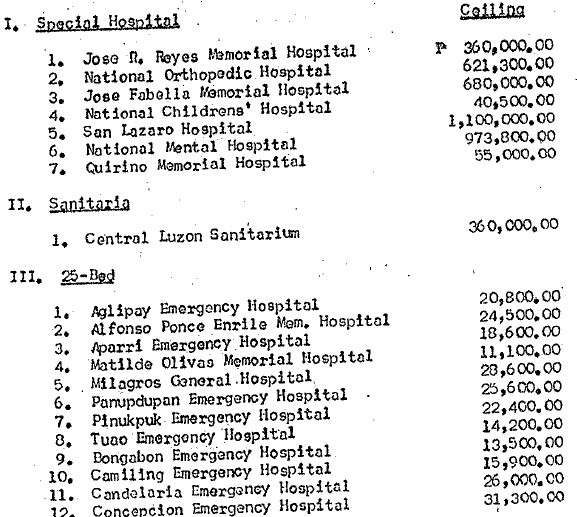 Ceiling
I. Special Hospital
1. Jose R. Reyes Memorial Hospital ₱ 360,000.00
2. National Orthopedic Hospital 621,300.00
3. Jose Fabella Memorial Hospital 680,000.00
4. National Childrens' Hospital 40,500.00
5. San Lazaro Hospital 1,100,000.00
6. National Mental Hospital 973,800.00
7. Quirino Memorial Hospital 55,000.00
II. Sanitaria
1. Central Luzon Sanitarium 360,000.00
III. 25-Bed
1. Aglipay Emergency Hospital 20,800.00
2. Alfonso Ponce Enrile Mem. Hospital 24,500.00
3. Aparri Emergency Hospital 18,600.00
4. Matilde Olivas Memorial Hospital 11,100.00
5. Milagros General Hospital 28,600.00
6. Panupdupan Emergency Hospital 25,600.00
7. Pinukpuk Emergency Hospital 22,400.00
8. Tuao Emergency Hospital 14,200.00
9. Bongabon Emergency Hospital 13,500.00
10. Camiling Emergency Hospital 15,900.00
11. Candelaria Emergency Hospital 26,000.00
12. Concepcion Emergency Hospital 31,300.00